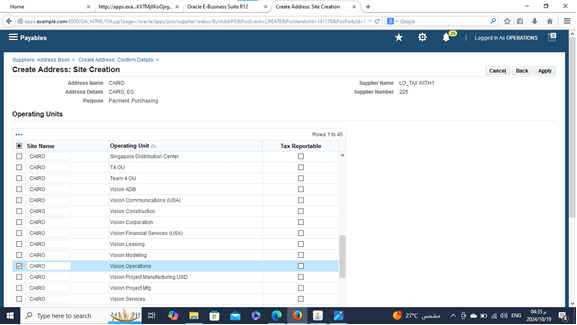 Home
http://apps.exa...KXTMjIIKoOjrg...
Oracle E-Business Suite R12
Create Address: Site Creation
apps.example.com:8000/OA_HTML/OA.jsp?page=/oracle/apps/pos/supplier/webui/ByrAddrPG&PosEvent=CREATE&PosVendorId=141178&PosPartyId=
Google
Payables
25
Logged In As OPERATIONS
Suppliers: Address Book > Create Address: Confirm Details >
Create Address: Site Creation
Cancel Back Apply
Address Name CAIRO
Supplier Name LO_TAX WITH1
Address Details CAIRO, EG
Supplier Number 226
Purpose Payment, Purchasing
Operating Units
Rows 1 to 45
Site Name Operating Unit Tax Reportable
CAIRO Singapore Distribution Center
CAIRO T4 OU
CAIRO Team 4 OU
CAIRO Vision ADB
CAIRO Vision Communications (USA)
CAIRO Vision Construction
CAIRO Vision Corporation
CAIRO Vision Financial Services (USA)
CAIRO Vision Leasing
CAIRO Vision Modeling
CAIRO Vision Operations
CAIRO Vision Project Manufacturing USD
CAIRO Vision Project Mfg
CAIRO Vision Services
Type here to search
27°C مشمس
ENG
04:35 م
2024/10/19